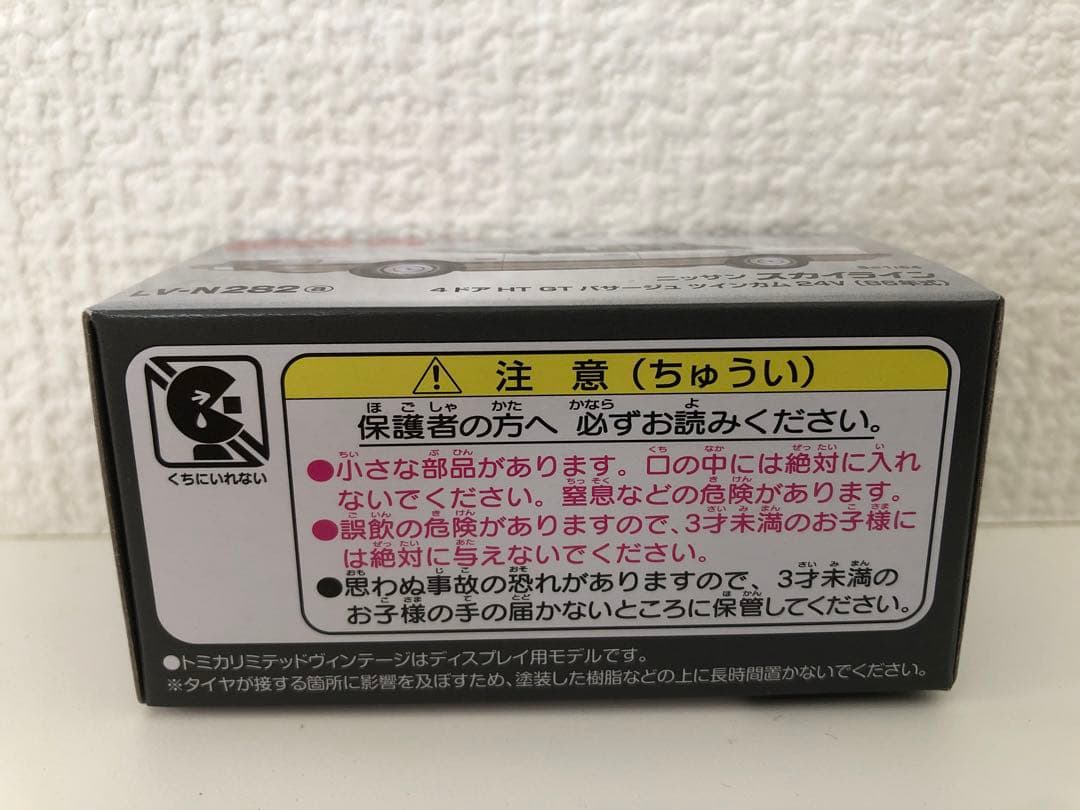 S=1/64
ニッサン スカイライン
LV-N282a
4ドア HT GT パサージュ ツインカム 24V (86年式)
注 意(ちゅうい)
保護者の方へ 必ずお読みください。
くちにいれない
●小さな部品があります。口の中には絶対に入れ
ないでください。窒息などの危険があります。
●誤飲の危険がありますので、3才未満のお子様に
は絶対に与えないでください。
●思わぬ事故の恐れがありますので、3才未満の
お子様の手の届かないところに保管してください。
●トミカリミテッドヴィンテージはディスプレイ用モデルです。
※タイヤが接する箇所に影響を及ぼすため、塗装した樹脂などの上に長時間置かないでください。